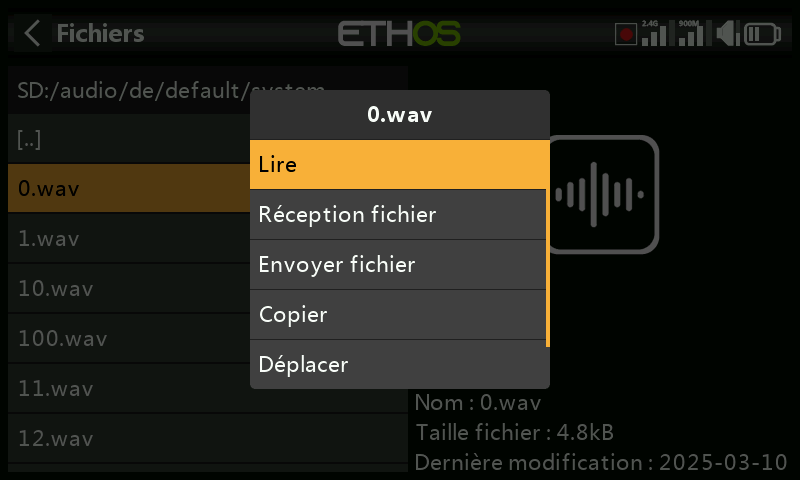 Fichiers
ETHOS
2.4G
900M
SD:/audio/de/default/system
[..]
0.wav
1.wav
10.wav
100.wav
11.wav
12.wav
0.wav
Lire
Réception fichier
Envoyer fichier
Copier
Déplacer
Nom : 0.wav
Taille fichier : 4.8kB
Dernière modification : 2025-03-10